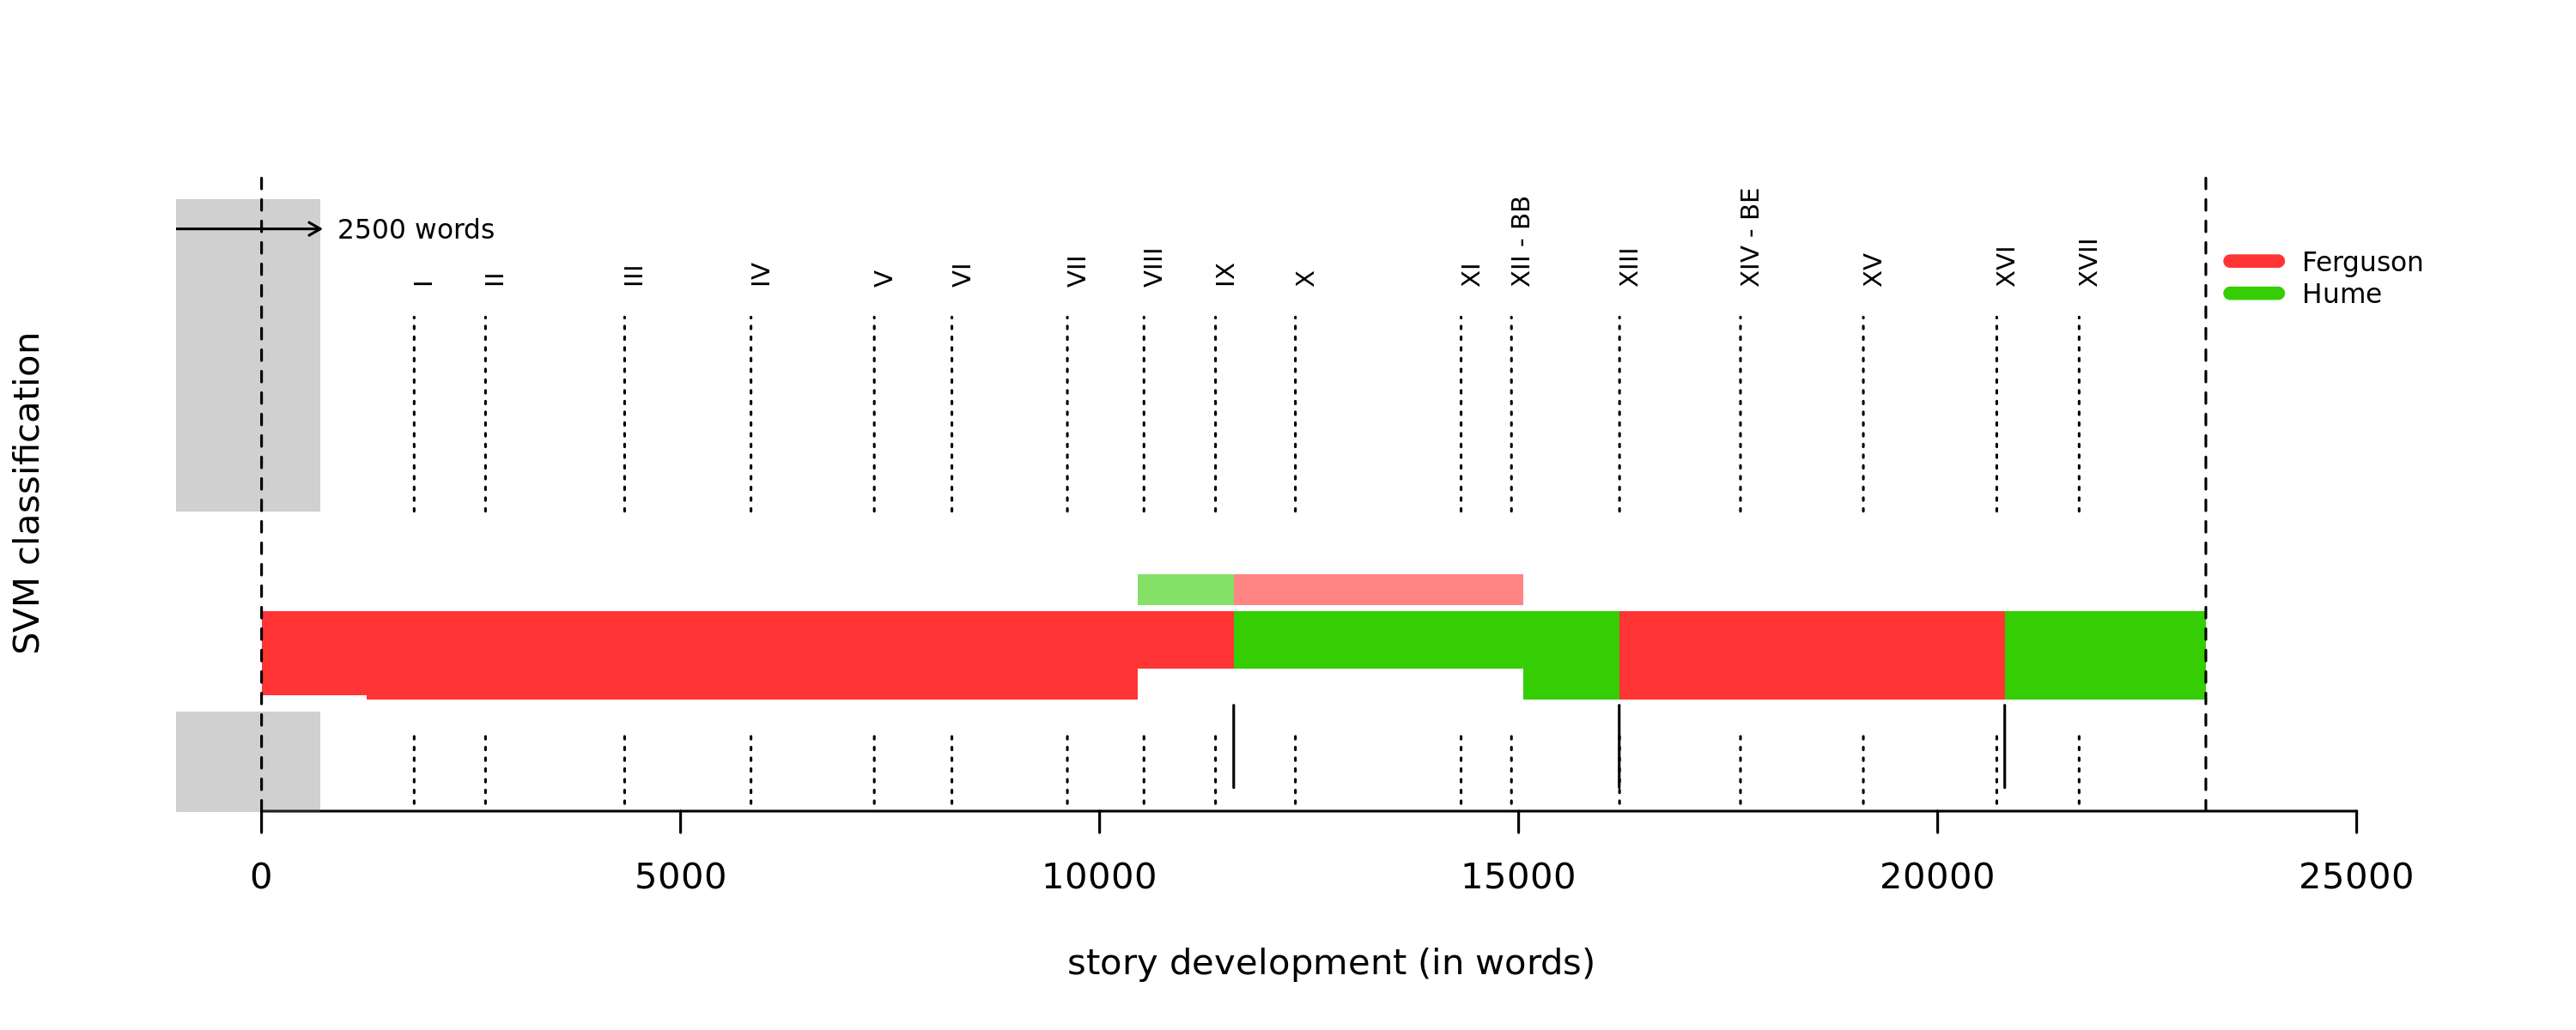 2500 words
I
II
III
IV
V
VI
VII
VIII
IX
X
XI
XII - BB
XIII
XIV - BE
XV
XVI
XVII
Ferguson
Hume
SVM classification
0
5000
10000
15000
20000
25000
story development (in words)